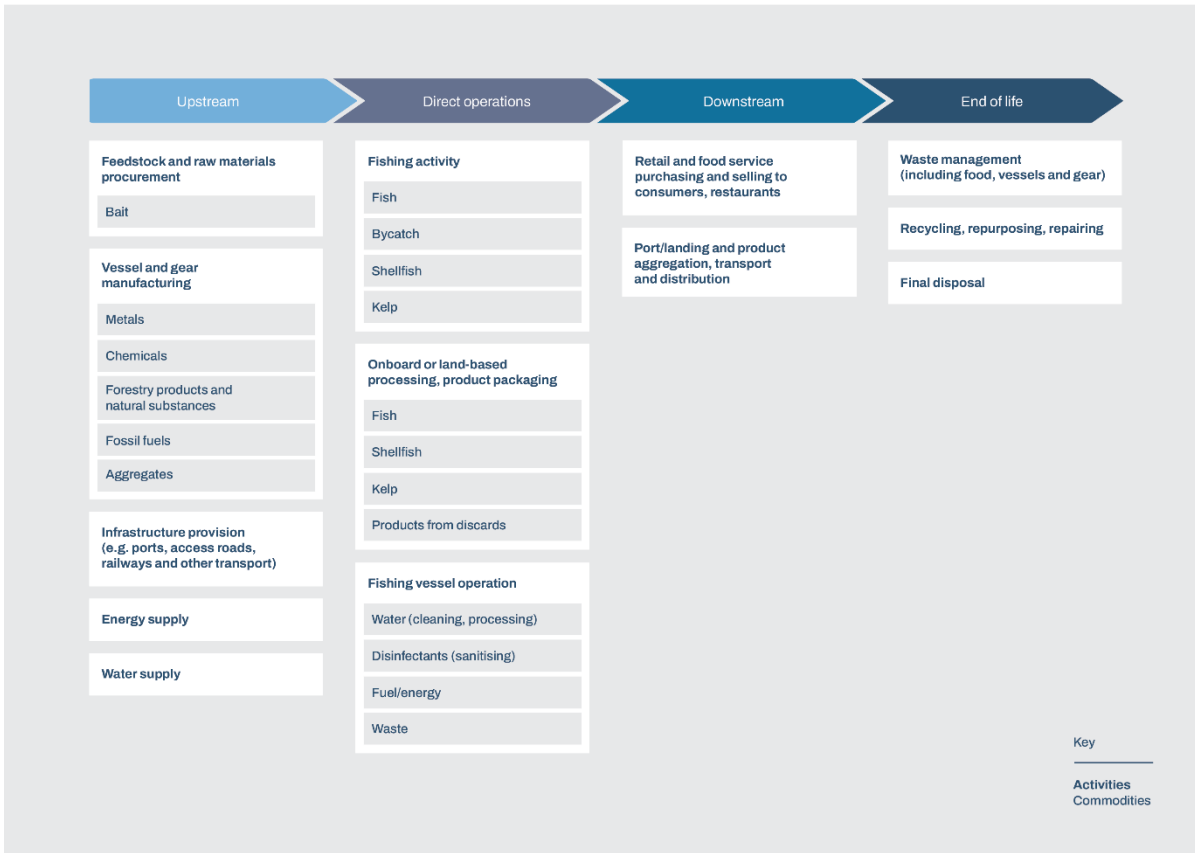 Upstream
Direct operations
Downstream
End of life
Feedstock and raw materials
procurement
Bait
Vessel and gear
manufacturing
Metals
Chemicals
Forestry products and
natural substances
Fossil fuels
Aggregates
Infrastructure provision
(e.g. ports, access roads,
railways and other transport)
Energy supply
Water supply
Fishing activity
Fish
Bycatch
Shellfish
Kelp
Onboard or land-based
processing, product packaging
Fish
Shellfish
Kelp
Products from discards
Fishing vessel operation
Water (cleaning, processing)
Disinfectants (sanitising)
Fuel/energy
Waste
Retail and food service
purchasing and selling to
consumers, restaurants
Port/landing and product
aggregation, transport
and distribution
Waste management
(including food, vessels and gear)
Recycling, repurposing, repairing
Final disposal
Key
Activities
Commodities